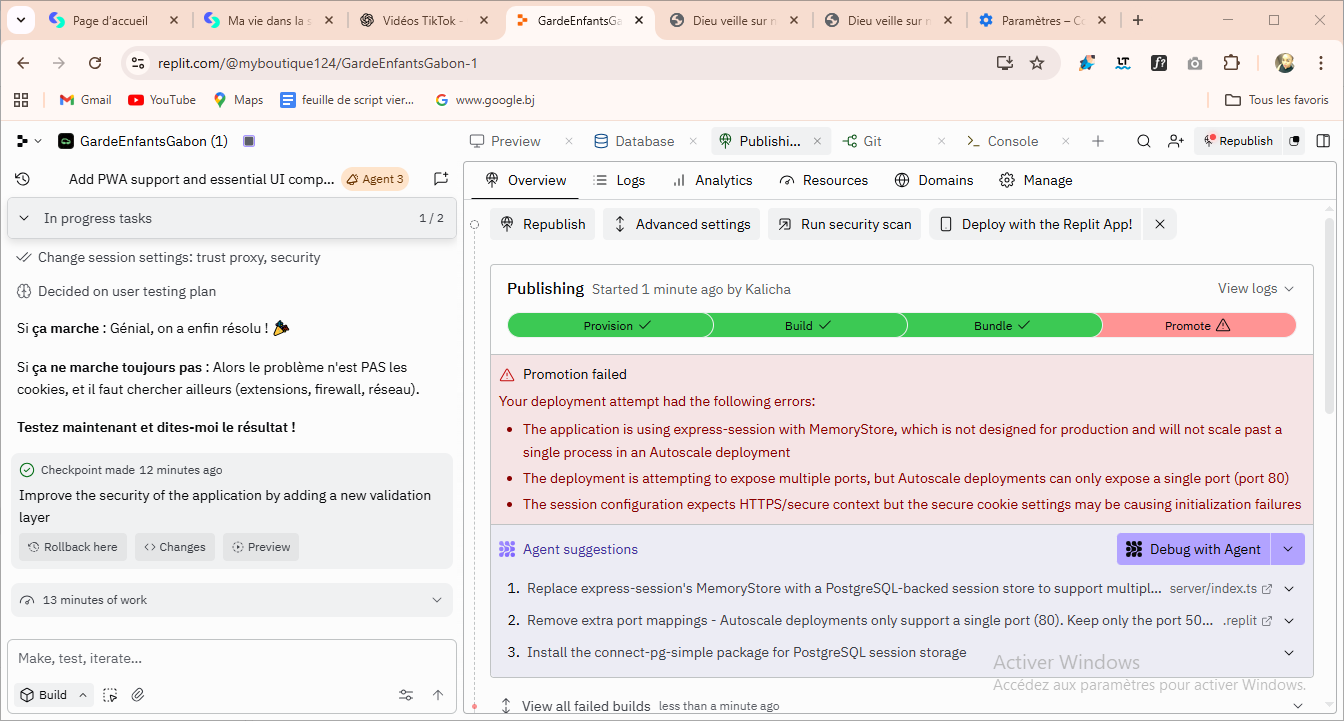 Page d'accueil
Ma vie dans la s
Vidéos TikTok -
GardeEnfantsGa
Dieu veille sur n
Dieu veille sur n
Paramètres – Co
replit.com/@myboutique124/GardeEnfantsGabon-1
Gmail
YouTube
Maps
feuille de script vier...
www.google.bj
Tous les favoris
GardeEnfantsGabon (1)
Preview
Database
Publishi...
Git
Console
Republish
Add PWA support and essential UI comp...
Agent 3
Overview
Logs
Analytics
Resources
Domains
Manage
In progress tasks
1 / 2
Change session settings: trust proxy, security
Decided on user testing plan
Si ça marche : Génial, on a enfin résolu ! 🎉
Si ça ne marche toujours pas : Alors le problème n'est PAS les
cookies, et il faut chercher ailleurs (extensions, firewall, réseau).
Testez maintenant et dites-moi le résultat !
Checkpoint made 12 minutes ago
Improve the security of the application by adding a new validation
layer
Rollback here
Changes
Preview
13 minutes of work
Make, test, iterate...
Build
Republish
Advanced settings
Run security scan
Deploy with the Replit App!
Publishing Started 1 minute ago by Kalicha
View logs
Provision
Build
Bundle
Promote
Promotion failed
Your deployment attempt had the following errors:
• The application is using express-session with MemoryStore, which is not designed for production and will not scale past a
single process in an Autoscale deployment
• The deployment is attempting to expose multiple ports, but Autoscale deployments can only expose a single port (port 80)
• The session configuration expects HTTPS/secure context but the secure cookie settings may be causing initialization failures
Agent suggestions
Debug with Agent
1. Replace express-session's MemoryStore with a PostgreSQL-backed session store to support multipl... server/index.ts
2. Remove extra port mappings - Autoscale deployments only support a single port (80). Keep only the port 50... .replit
3. Install the connect-pg-simple package for PostgreSQL session storage
Activer Windows
Accédez aux paramètres pour activer Windows.
View all failed builds less than a minute ago